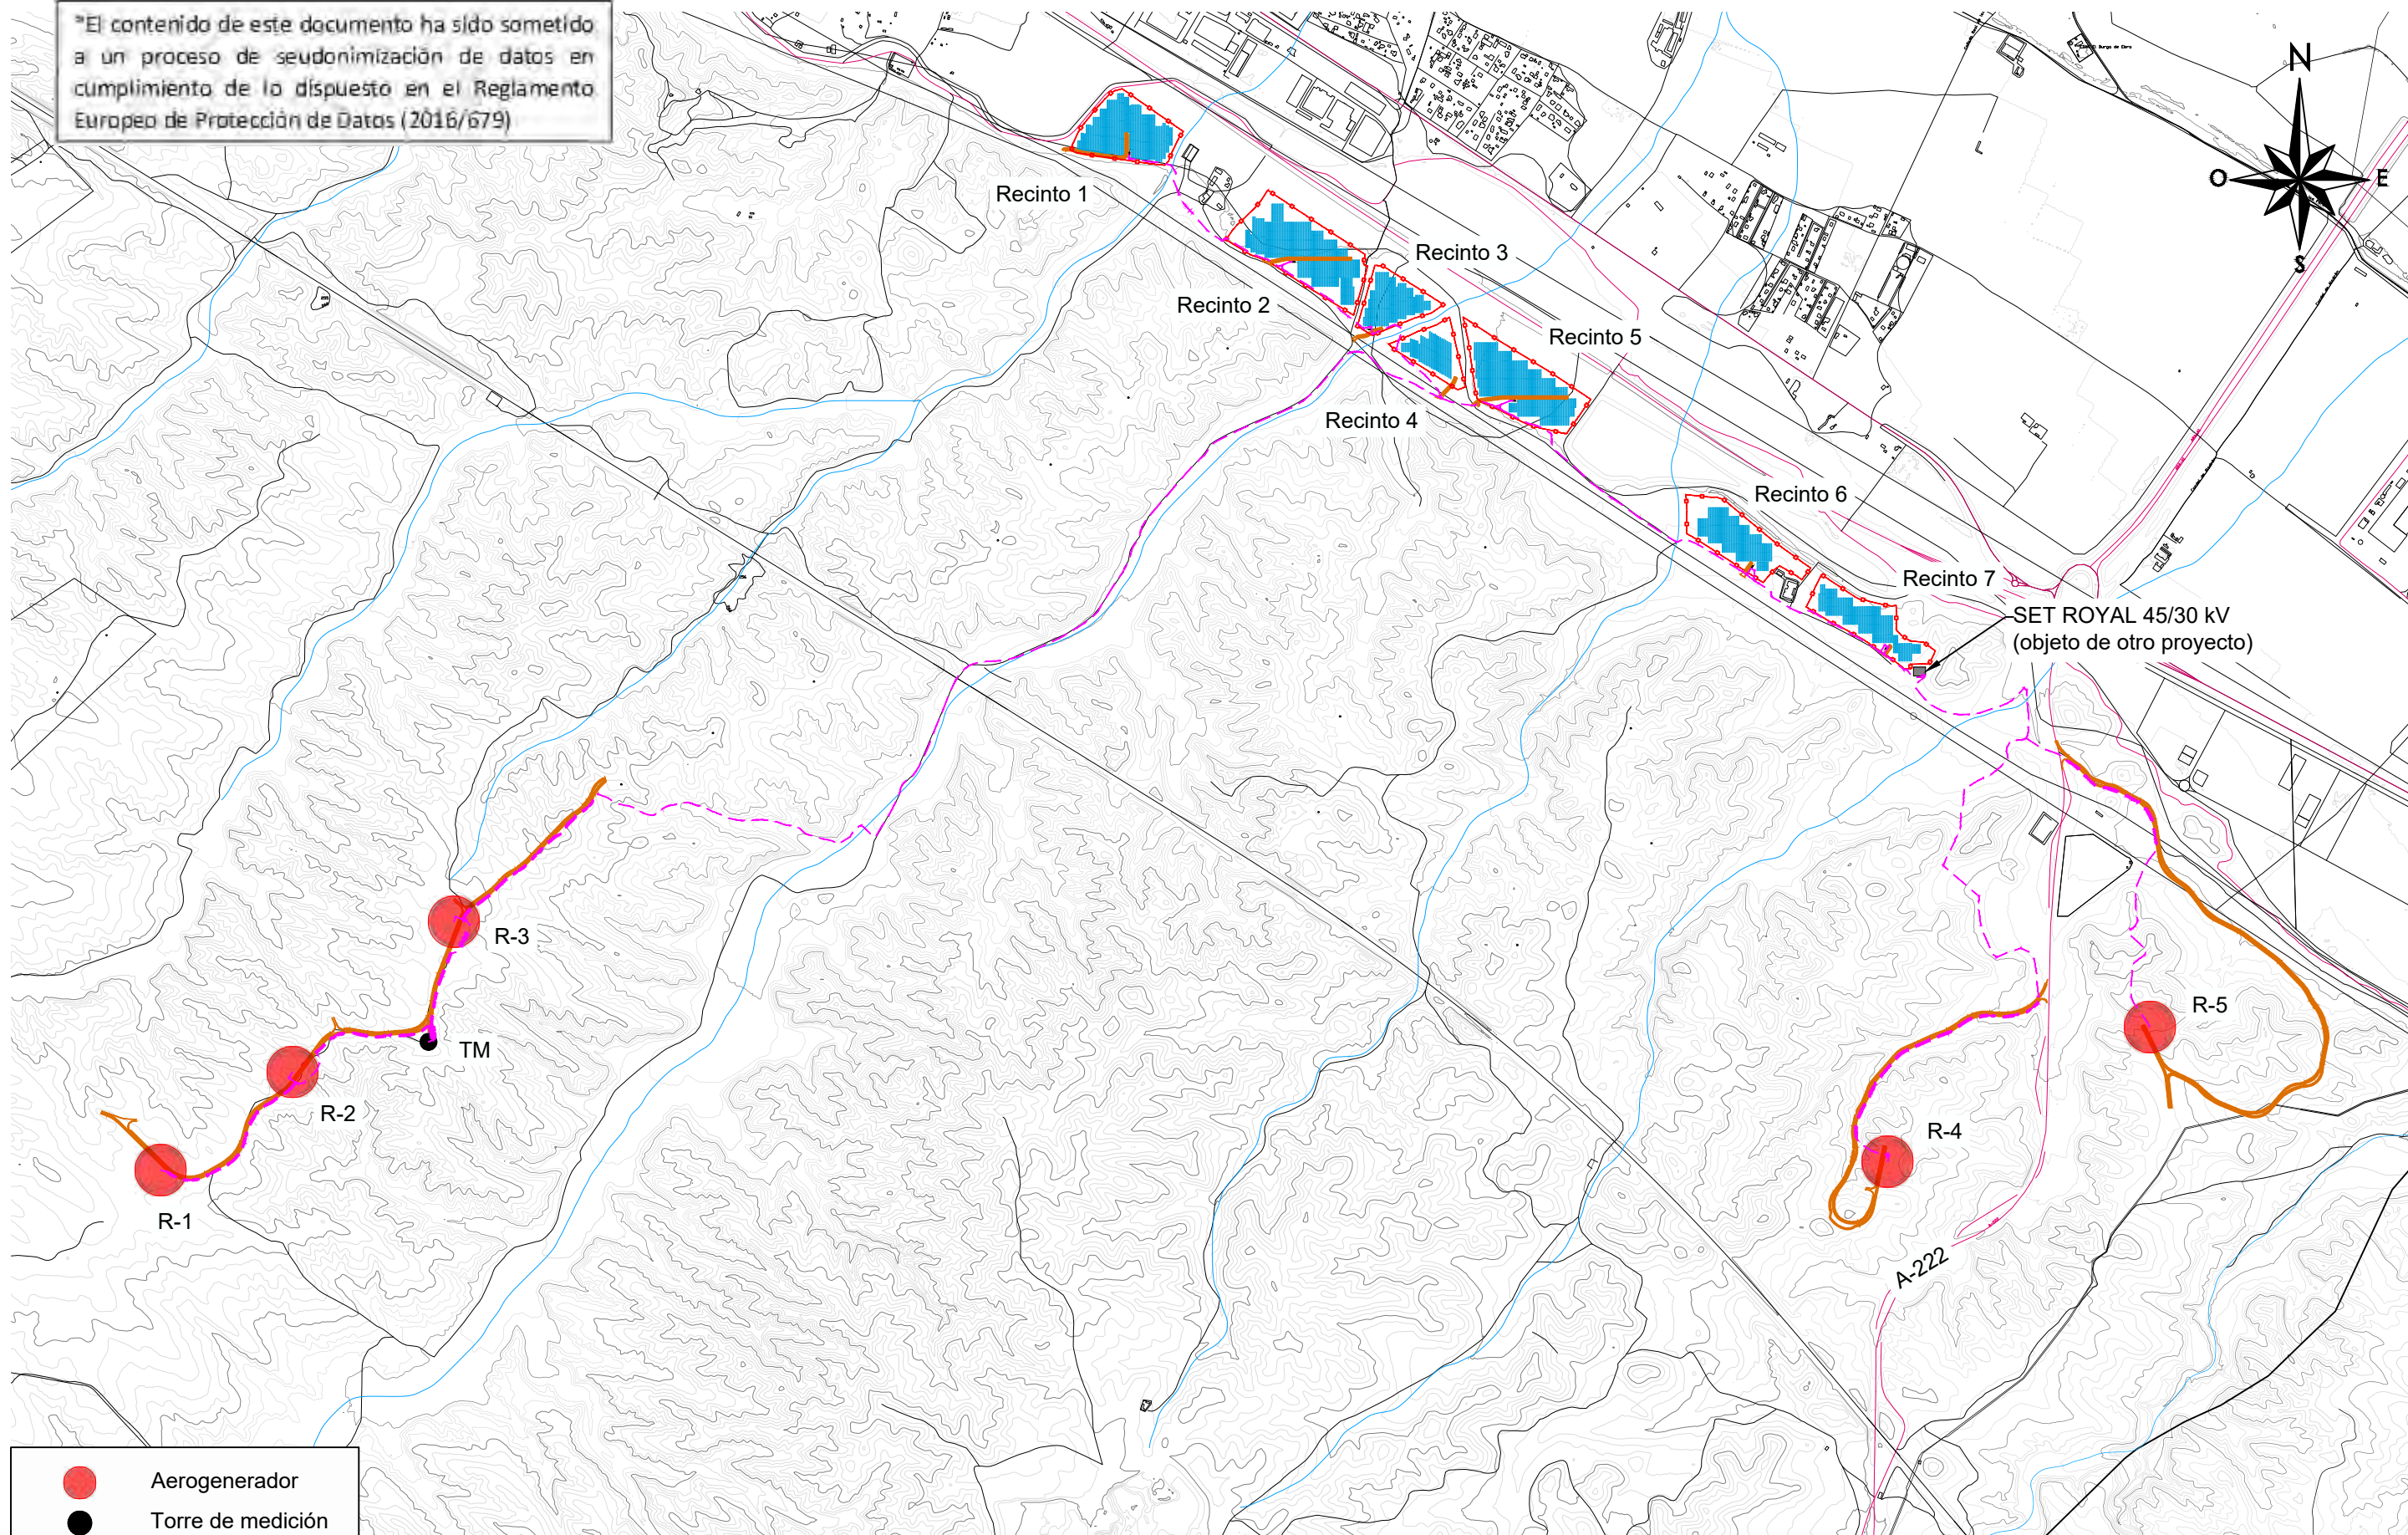 "El contenido de este documento ha sido sometido
a un proceso de seudonimización de datos en
cumplimiento de lo dispuesto en el Reglamento
Europeo de Protección de Datos (2016/679)
N
O
E
S
Recinto 1
Recinto 3
Recinto 2
Recinto 5
Recinto 4
Recinto 6
Recinto 7
SET ROYAL 45/30 kV
(objeto de otro proyecto)
R-3
R-5
TM
R-2
R-4
R-1
A-222
Aerogenerador
Torre de medición